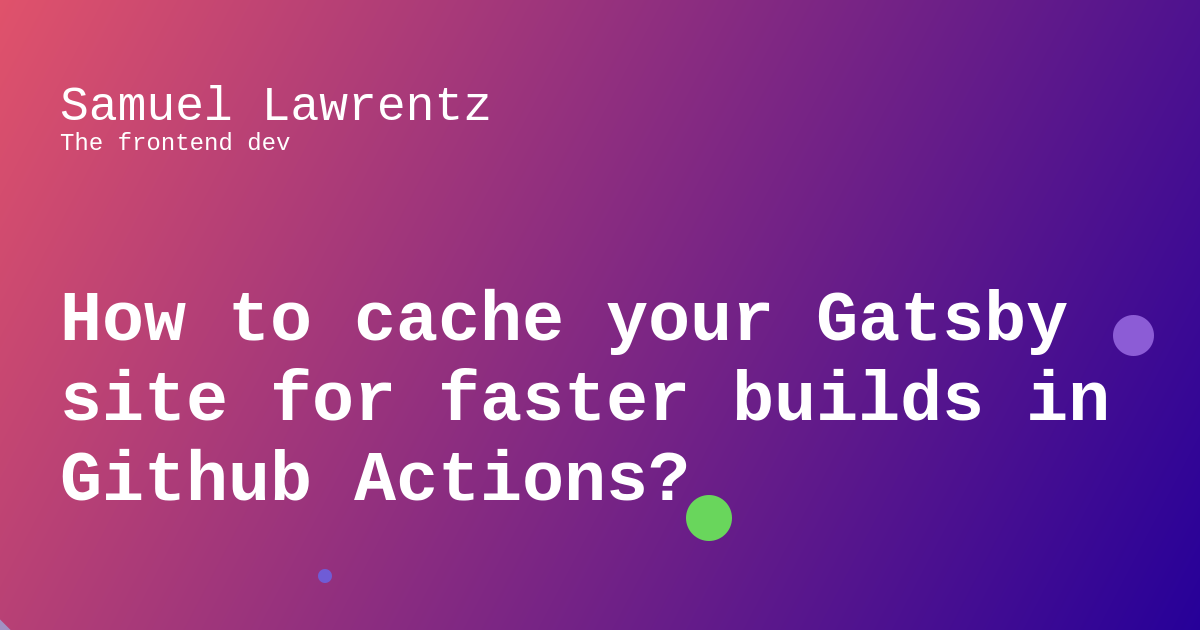 Samuel Lawrentz
The frontend dev
How to cache your Gatsby
site for faster builds in
Github Actions?